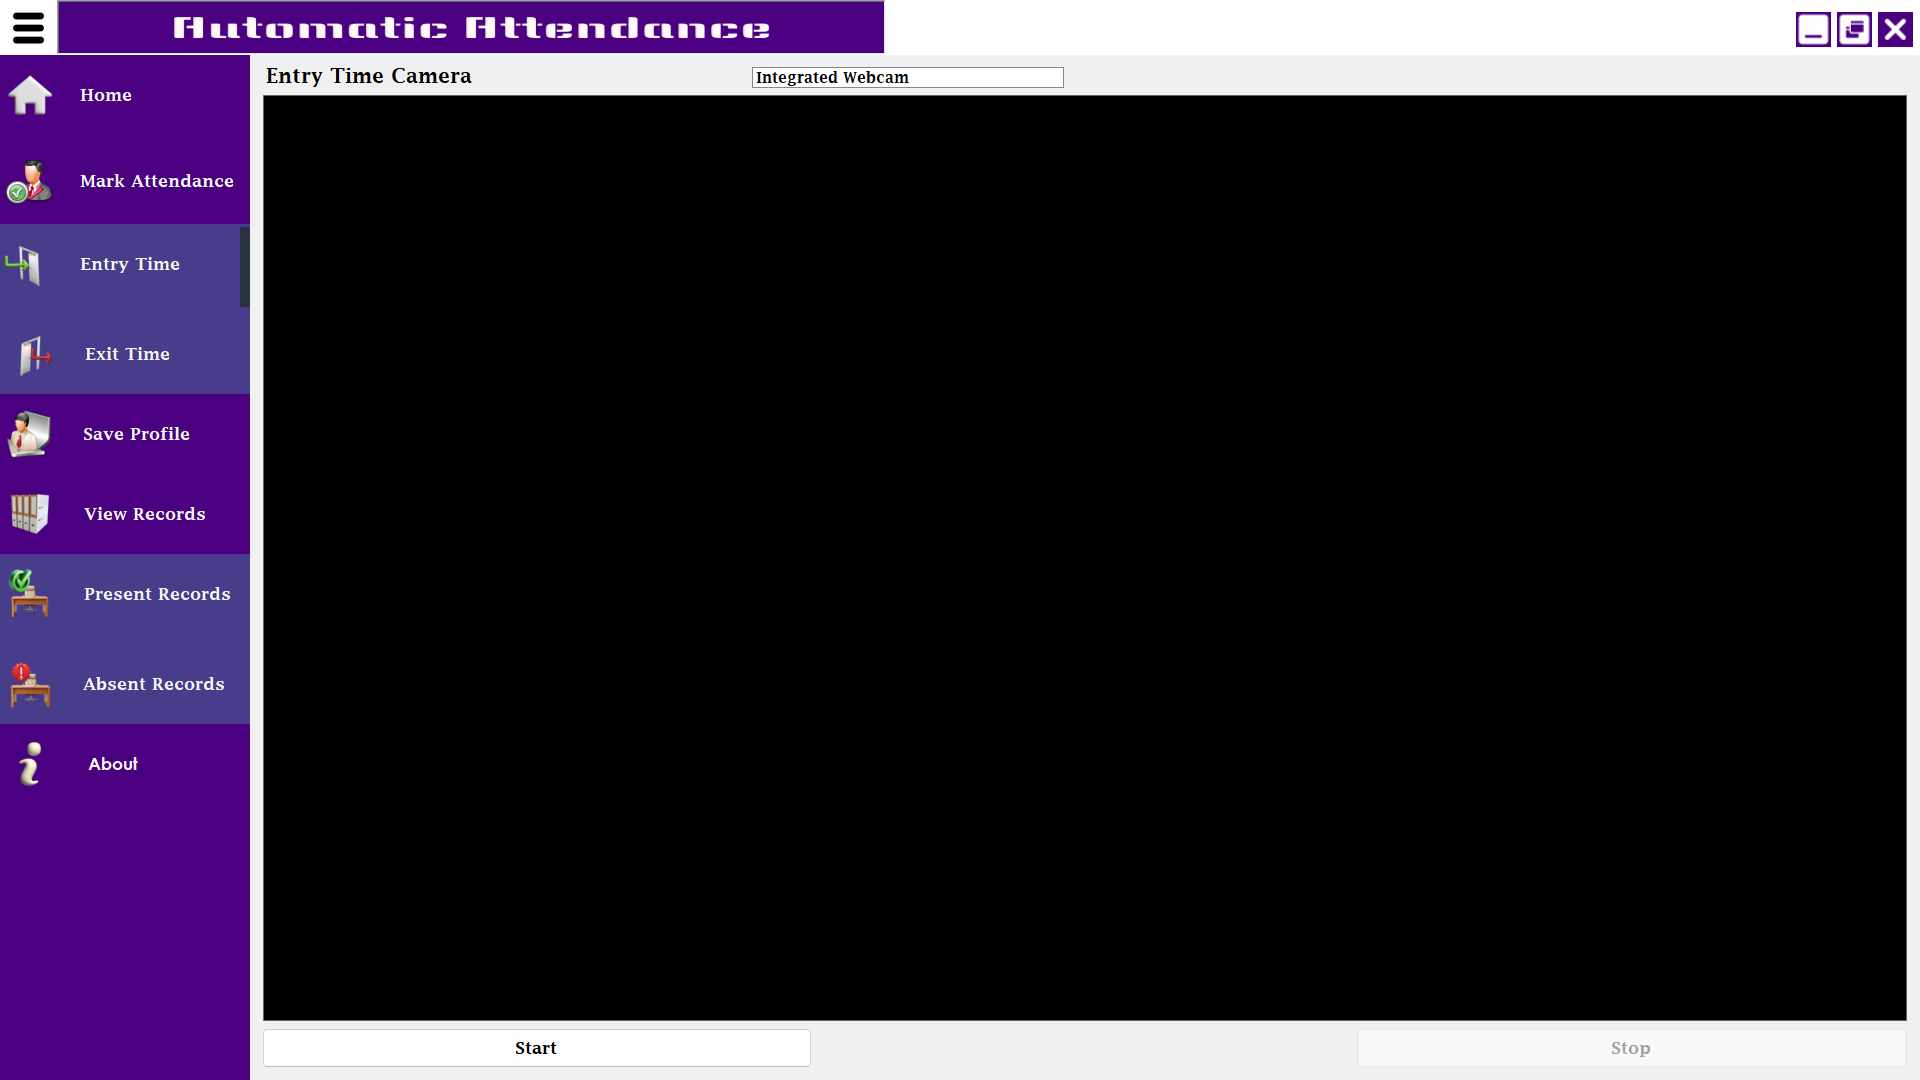 Automatic Attendance
Entry Time Camera
Integrated Webcam
Home
Mark Attendance
Entry Time
Exit Time
Save Profile
View Records
Present Records
Absent Records
About
Start
Stop